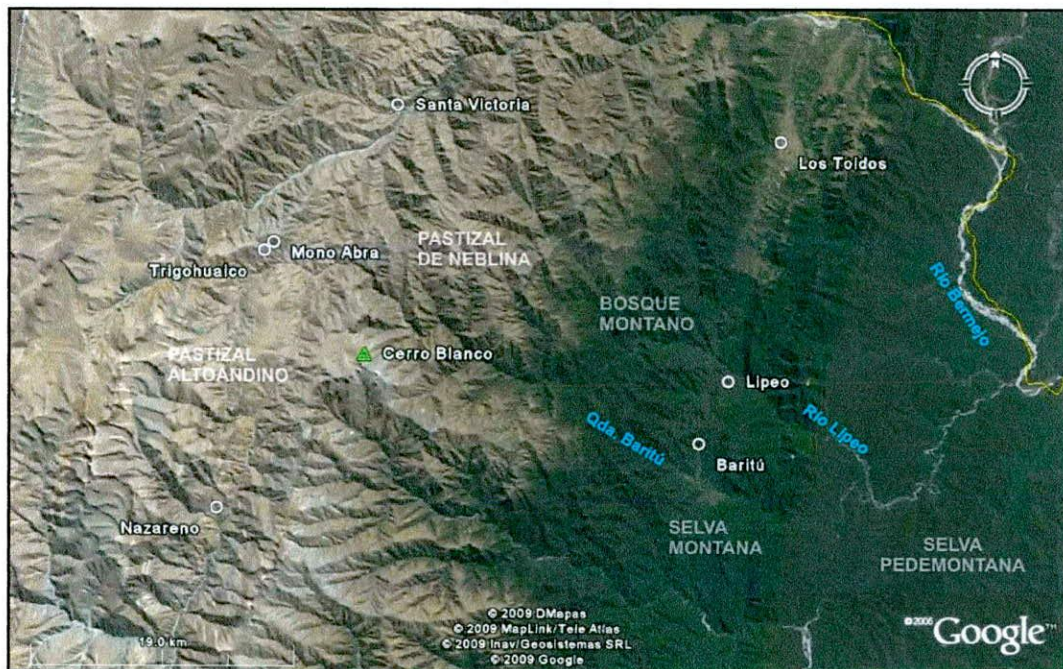 N
Santa Victoria
Los Toldos
PASTIZAL
DE NEBLINA
Mono Abra
Trigohuaico
Río Bermejo
BOSQUE
MONTANO
PASTIZAL
ALTOANDINO
Cerro Blanco
Lipeo
Río Lipeo
Qda. Baritú
Baritú
Nazareno
SELVA
MONTANA
SELVA
PEDEMONTANA
© 2009 DMapas
© 2009 MapLink/Tele Atlas
© 2009 Inav/Geosistemas SRL
© 2009 Google
19.0 km
©2006 Google™